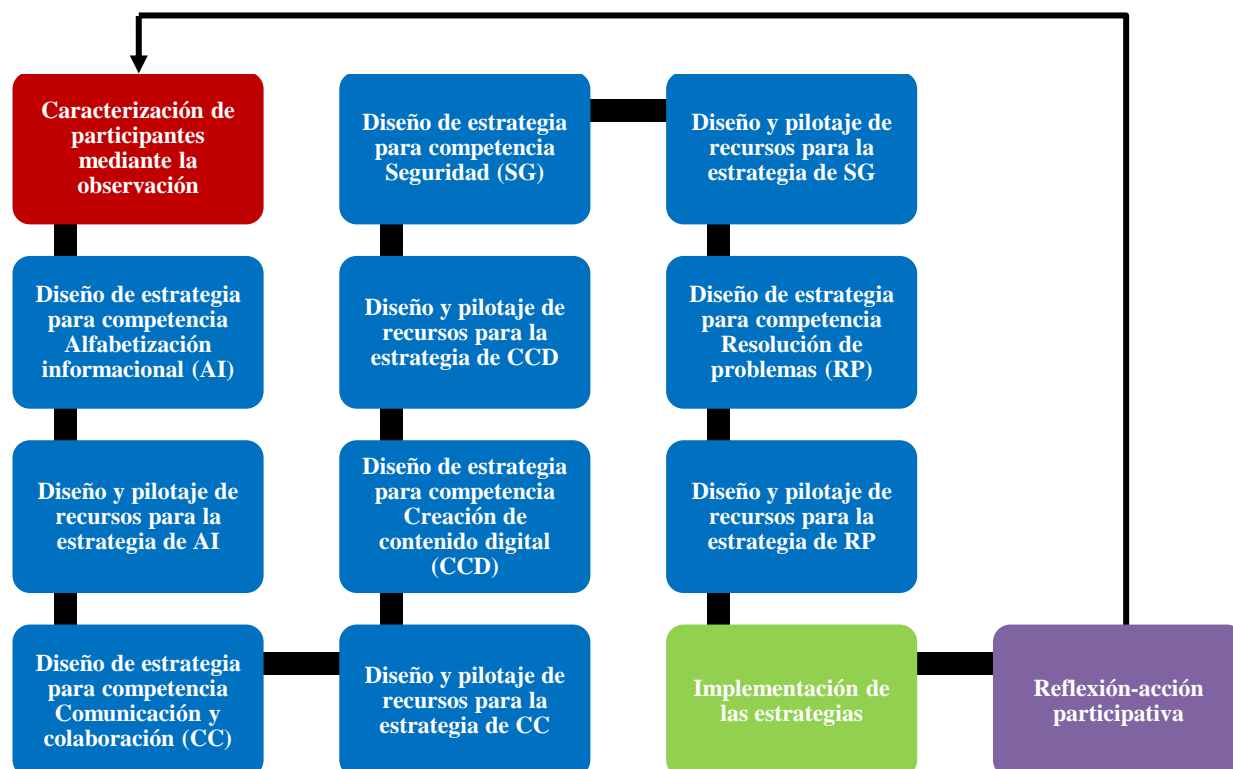 Caracterización de
participantes
mediante la
observación
Diseño de estrategia
para competencia
Alfabetización
informacional (AI)
Diseño y pilotaje de
recursos para la
estrategia de AI
Diseño de estrategia
para competencia
Comunicación y
colaboración (CC)
Diseño y pilotaje de
recursos para la
estrategia de CC
Diseño de estrategia
para competencia
Creación de
contenido digital
(CCD)
Diseño y pilotaje de
recursos para la
estrategia de CCD
Diseño de estrategia
para competencia
Seguridad (SG)
Diseño y pilotaje de
recursos para la
estrategia de SG
Diseño de estrategia
para competencia
Resolución de
problemas (RP)
Diseño y pilotaje de
recursos para la
estrategia de RP
Implementación de
las estrategias
Reflexión-acción
participativa